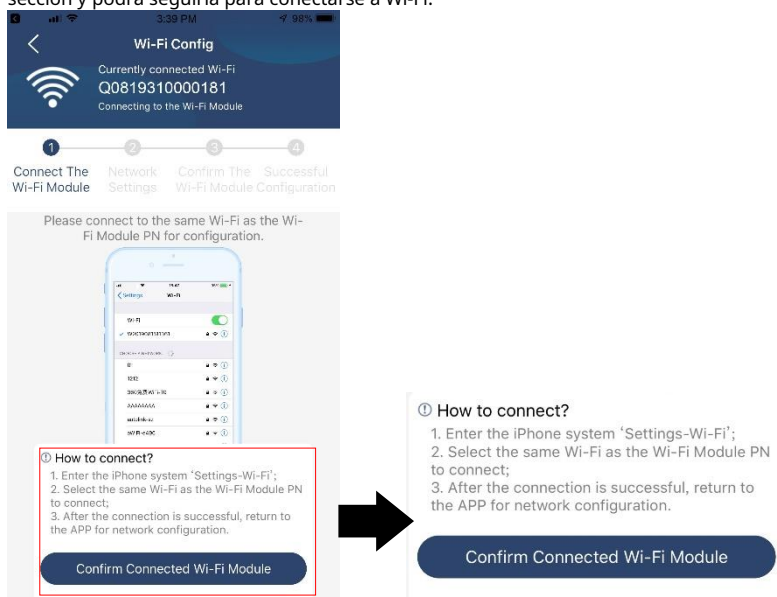 sección y podrá seguirla para conectarse a Wi-Fi.
3:39 PM
98%
Wi-Fi Config
Currently connected Wi-Fi
Q0819310000181
Connecting to the Wi-Fi Module
1 2 3 4
Connect The Network Confirm The Successful
Wi-Fi Module Settings Wi-Fi Module Configuration
Please connect to the same Wi-Fi as the Wi-
Fi Module PN for configuration.
Settings Wi-Fi
Wi-Fi
How to connect?
1. Enter the iPhone system ‘Settings-Wi-Fi’;
2. Select the same Wi-Fi as the Wi-Fi Module PN
to connect;
3. After the connection is successful, return to
the APP for network configuration.
Confirm Connected Wi-Fi Module
How to connect?
1. Enter the iPhone system ‘Settings-Wi-Fi’;
2. Select the same Wi-Fi as the Wi-Fi Module PN
to connect;
3. After the connection is successful, return to
the APP for network configuration.
Confirm Connected Wi-Fi Module